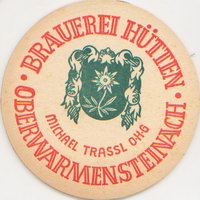 · BRAUEREI HÜTTEN ·
OBERWARMENSTEINACH
MICHAEL TRASSL OHG